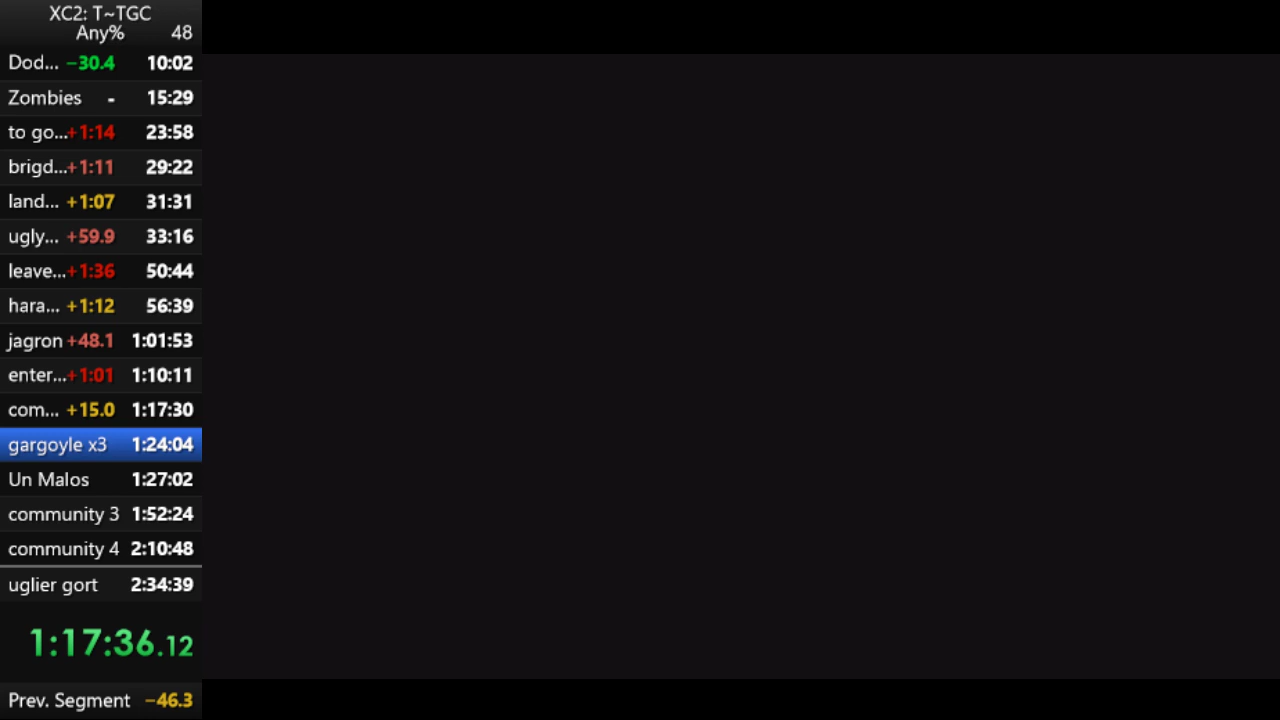 XC2: T~TGC
Any% 48
Dod... −30.4 10:02
Zombies - 15:29
to go...+1:14 23:58
brigd...+1:11 29:22
land... +1:07 31:31
ugly... +59.9 33:16
leave...+1:36 50:44
hara... +1:12 56:39
jagron +48.1 1:01:53
enter...+1:01 1:10:11
com... +15.0 1:17:30
gargoyle x3 1:24:04
Un Malos 1:27:02
community 3 1:52:24
community 4 2:10:48
uglier gort 2:34:39
1:17:36.12
Prev. Segment −46.3